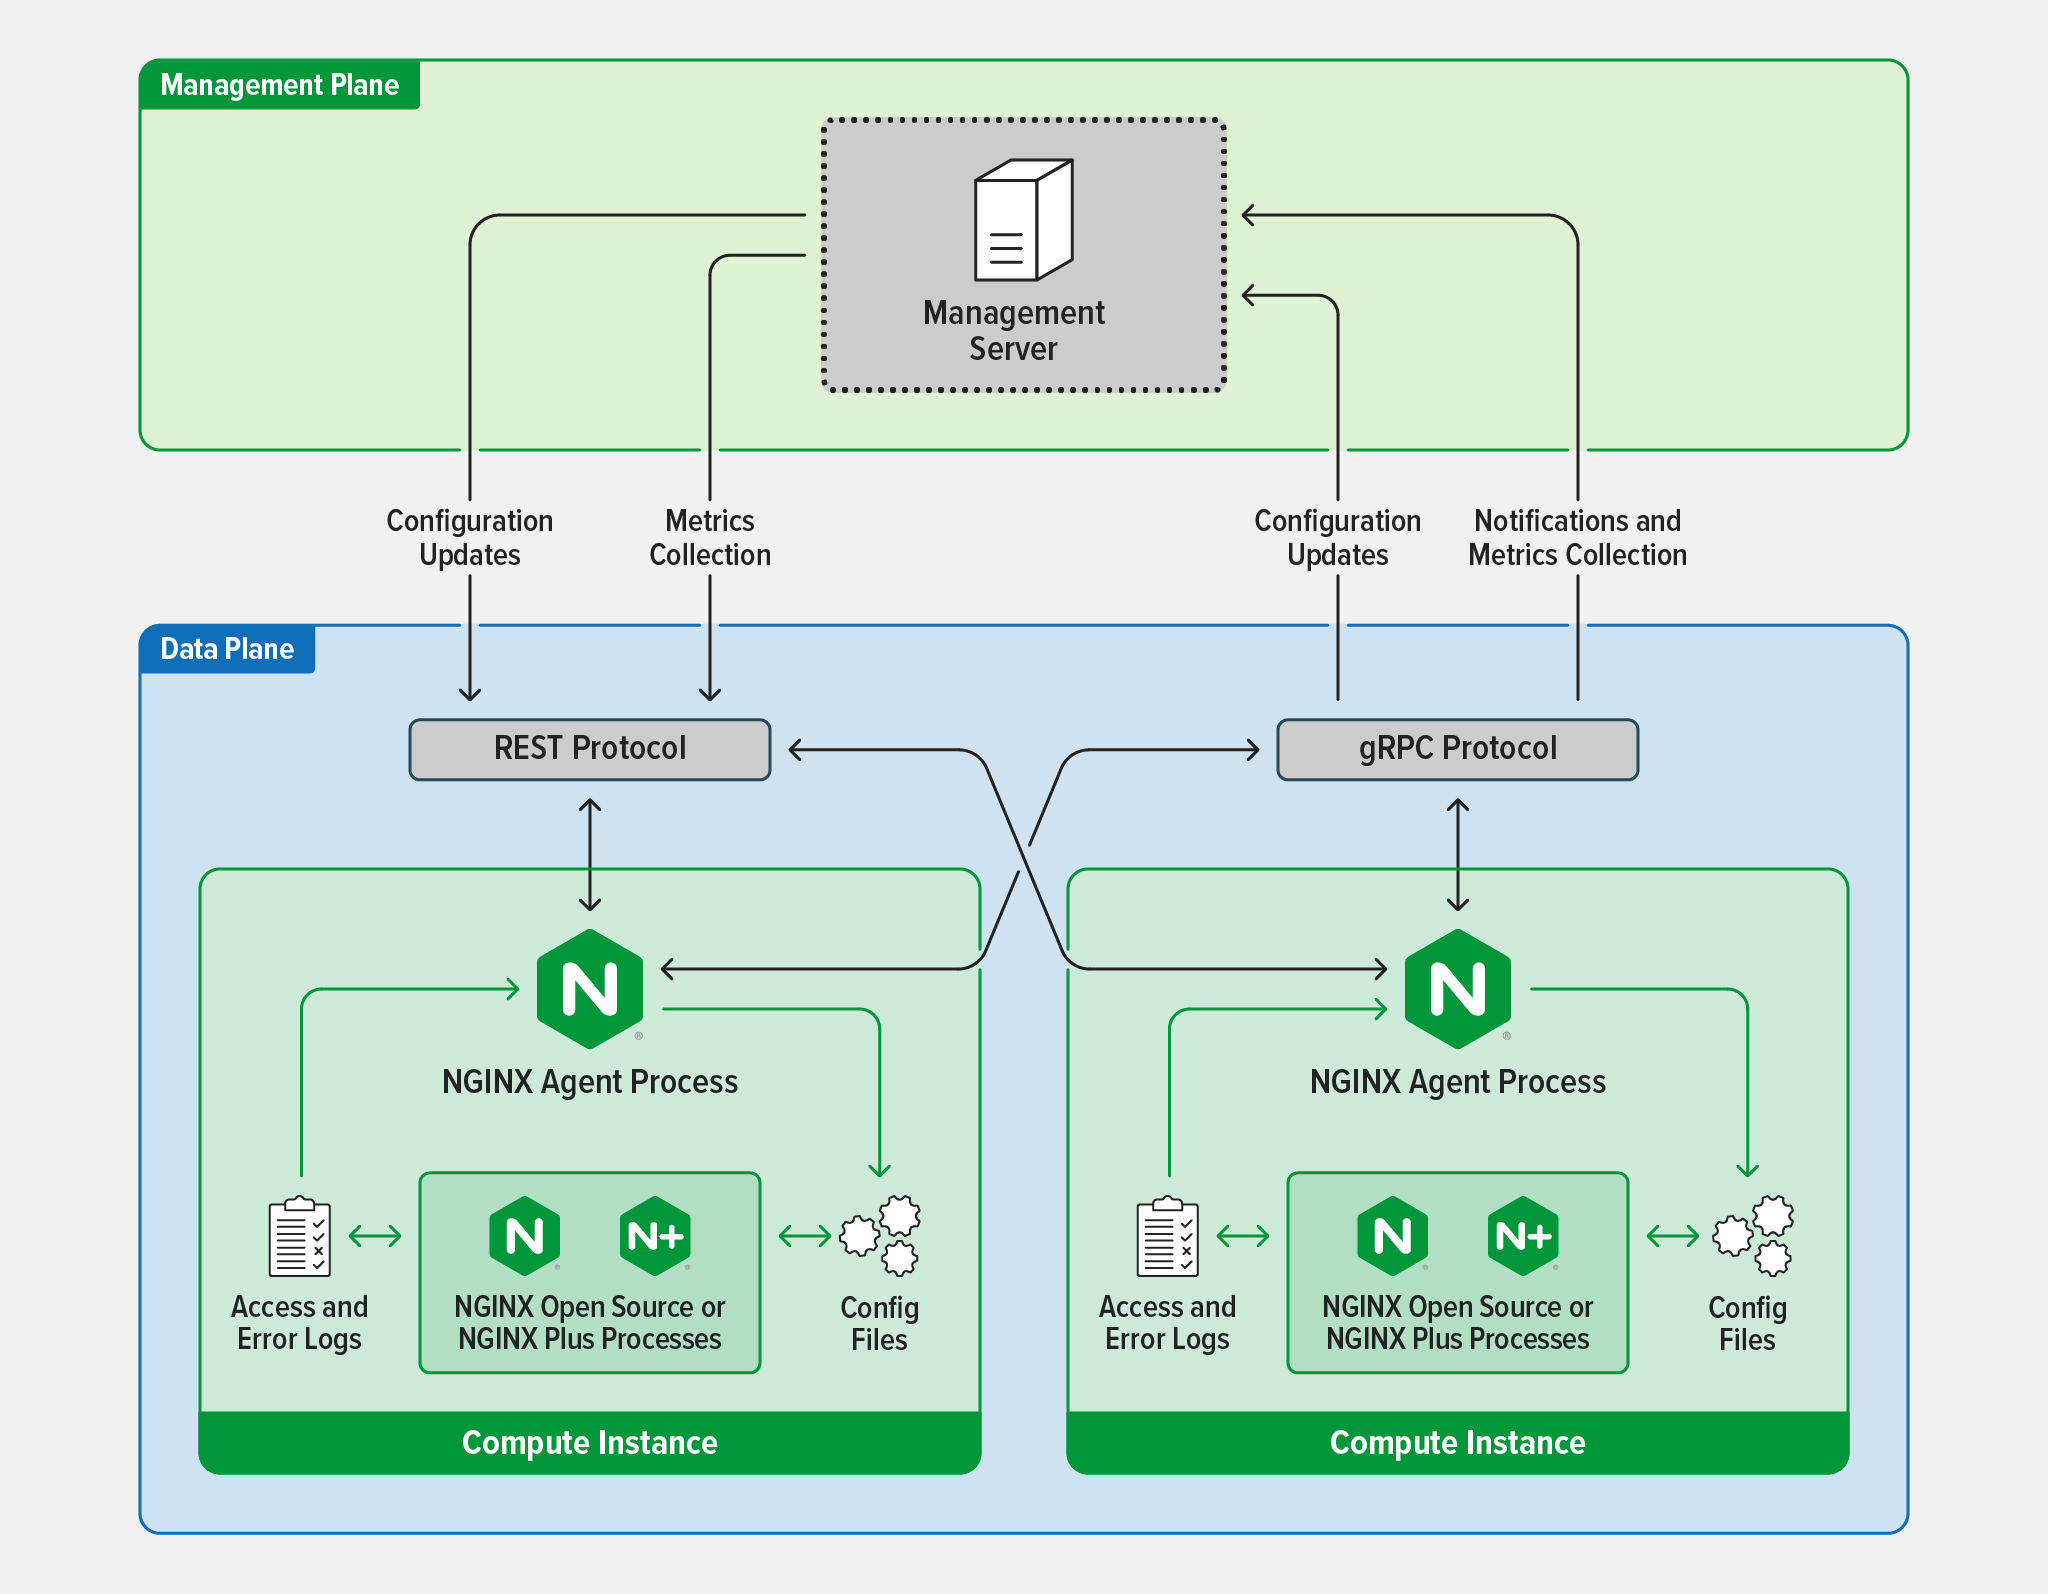 Management Plane
Management
Server
Configuration
Updates
Metrics
Collection
Configuration
Updates
Notifications and
Metrics Collection
Data Plane
REST Protocol
gRPC Protocol
N
®
NGINX Agent Process
N
®
NGINX Agent Process
Access and
Error Logs
N
N+
NGINX Open Source or
NGINX Plus Processes
Config
Files
Access and
Error Logs
N
N+
NGINX Open Source or
NGINX Plus Processes
Config
Files
Compute Instance
Compute Instance